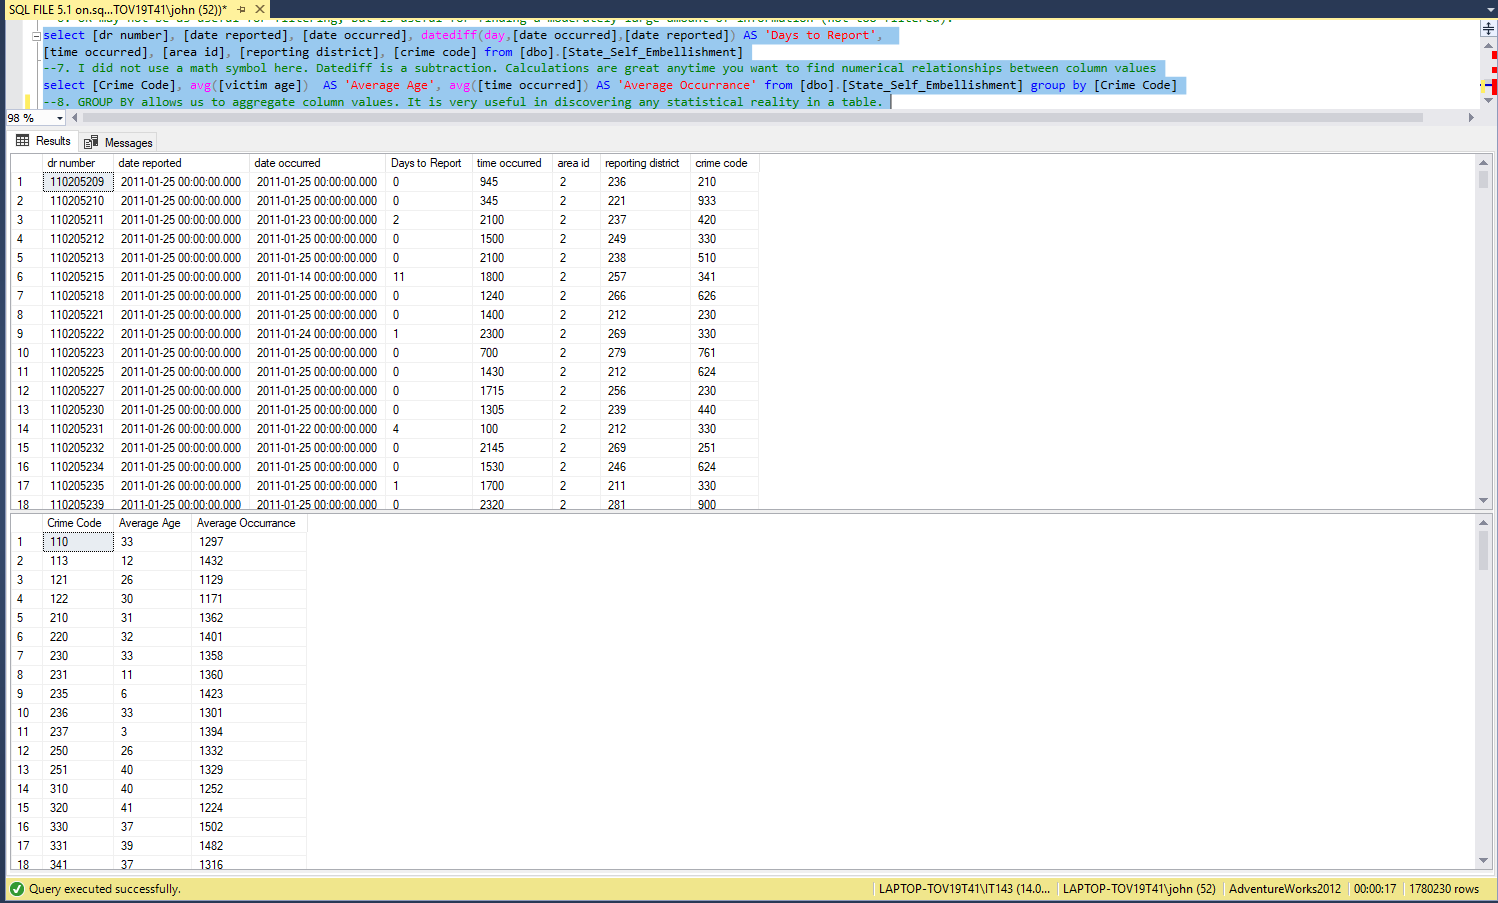 SQL FILE 5.1 on.sq...TOV19T41\john (52))*
select [dr number], [date reported], [date occurred], datediff(day,[date occurred],[date reported]) AS 'Days to Report',
[time occurred], [area id], [reporting district], [crime code] from [dbo].[State_Self_Embellishment]
--7. I did not use a math symbol here. Datediff is a subtraction. Calculations are great anytime you want to find numerical relationships between column values
select [Crime Code], avg([victim age])  AS 'Average Age', avg([time occurred]) AS 'Average Occurrance' from [dbo].[State_Self_Embellishment] group by [Crime Code]
--8. GROUP BY allows us to aggregate column values. It is very useful in discovering any statistical reality in a table.
98 %
Results Messages
dr number date reported date occurred Days to Report time occurred area id reporting district crime code
1 110205209 2011-01-25 00:00:00.000 2011-01-25 00:00:00.000 0 945 2 236 210
2 110205210 2011-01-25 00:00:00.000 2011-01-25 00:00:00.000 0 345 2 221 933
3 110205211 2011-01-25 00:00:00.000 2011-01-23 00:00:00.000 2 2100 2 237 420
4 110205212 2011-01-25 00:00:00.000 2011-01-25 00:00:00.000 0 1500 2 249 330
5 110205213 2011-01-25 00:00:00.000 2011-01-25 00:00:00.000 0 2100 2 238 510
6 110205215 2011-01-25 00:00:00.000 2011-01-14 00:00:00.000 11 1800 2 257 341
7 110205218 2011-01-25 00:00:00.000 2011-01-25 00:00:00.000 0 1240 2 266 626
8 110205221 2011-01-25 00:00:00.000 2011-01-25 00:00:00.000 0 1400 2 212 230
9 110205222 2011-01-25 00:00:00.000 2011-01-24 00:00:00.000 1 2300 2 269 330
10 110205223 2011-01-25 00:00:00.000 2011-01-25 00:00:00.000 0 700 2 279 761
11 110205225 2011-01-25 00:00:00.000 2011-01-25 00:00:00.000 0 1430 2 212 624
12 110205227 2011-01-25 00:00:00.000 2011-01-25 00:00:00.000 0 1715 2 256 230
13 110205230 2011-01-25 00:00:00.000 2011-01-25 00:00:00.000 0 1305 2 239 440
14 110205231 2011-01-26 00:00:00.000 2011-01-22 00:00:00.000 4 100 2 212 330
15 110205232 2011-01-25 00:00:00.000 2011-01-25 00:00:00.000 0 2145 2 269 251
16 110205234 2011-01-25 00:00:00.000 2011-01-25 00:00:00.000 0 1530 2 246 624
17 110205235 2011-01-26 00:00:00.000 2011-01-25 00:00:00.000 1 1700 2 211 330
18 110205239 2011-01-25 00:00:00.000 2011-01-25 00:00:00.000 0 2320 2 281 900
Crime Code Average Age Average Occurrance
1 110 33 1297
2 113 12 1432
3 121 26 1129
4 122 30 1171
5 210 31 1362
6 220 32 1401
7 230 33 1358
8 231 11 1360
9 235 6 1423
10 236 33 1301
11 237 3 1394
12 250 26 1332
13 251 40 1329
14 310 40 1252
15 320 41 1224
16 330 37 1502
17 331 39 1482
18 341 37 1316
Query executed successfully. LAPTOP-TOV19T41\IT143 (14.0... LAPTOP-TOV19T41\john (52) AdventureWorks2012 00:00:17 1780230 rows